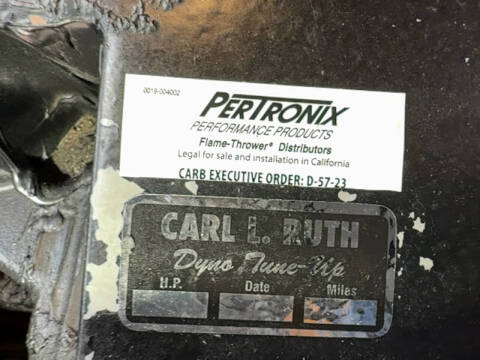 0019-004002
PERTRONIX
PERFORMANCE PRODUCTS
Flame-Thrower® Distributors
Legal for sale and installation in California
CARB EXECUTIVE ORDER: D-57-23
CARL L. RUTH
Dyno Tune-Up
H.P. Date Miles